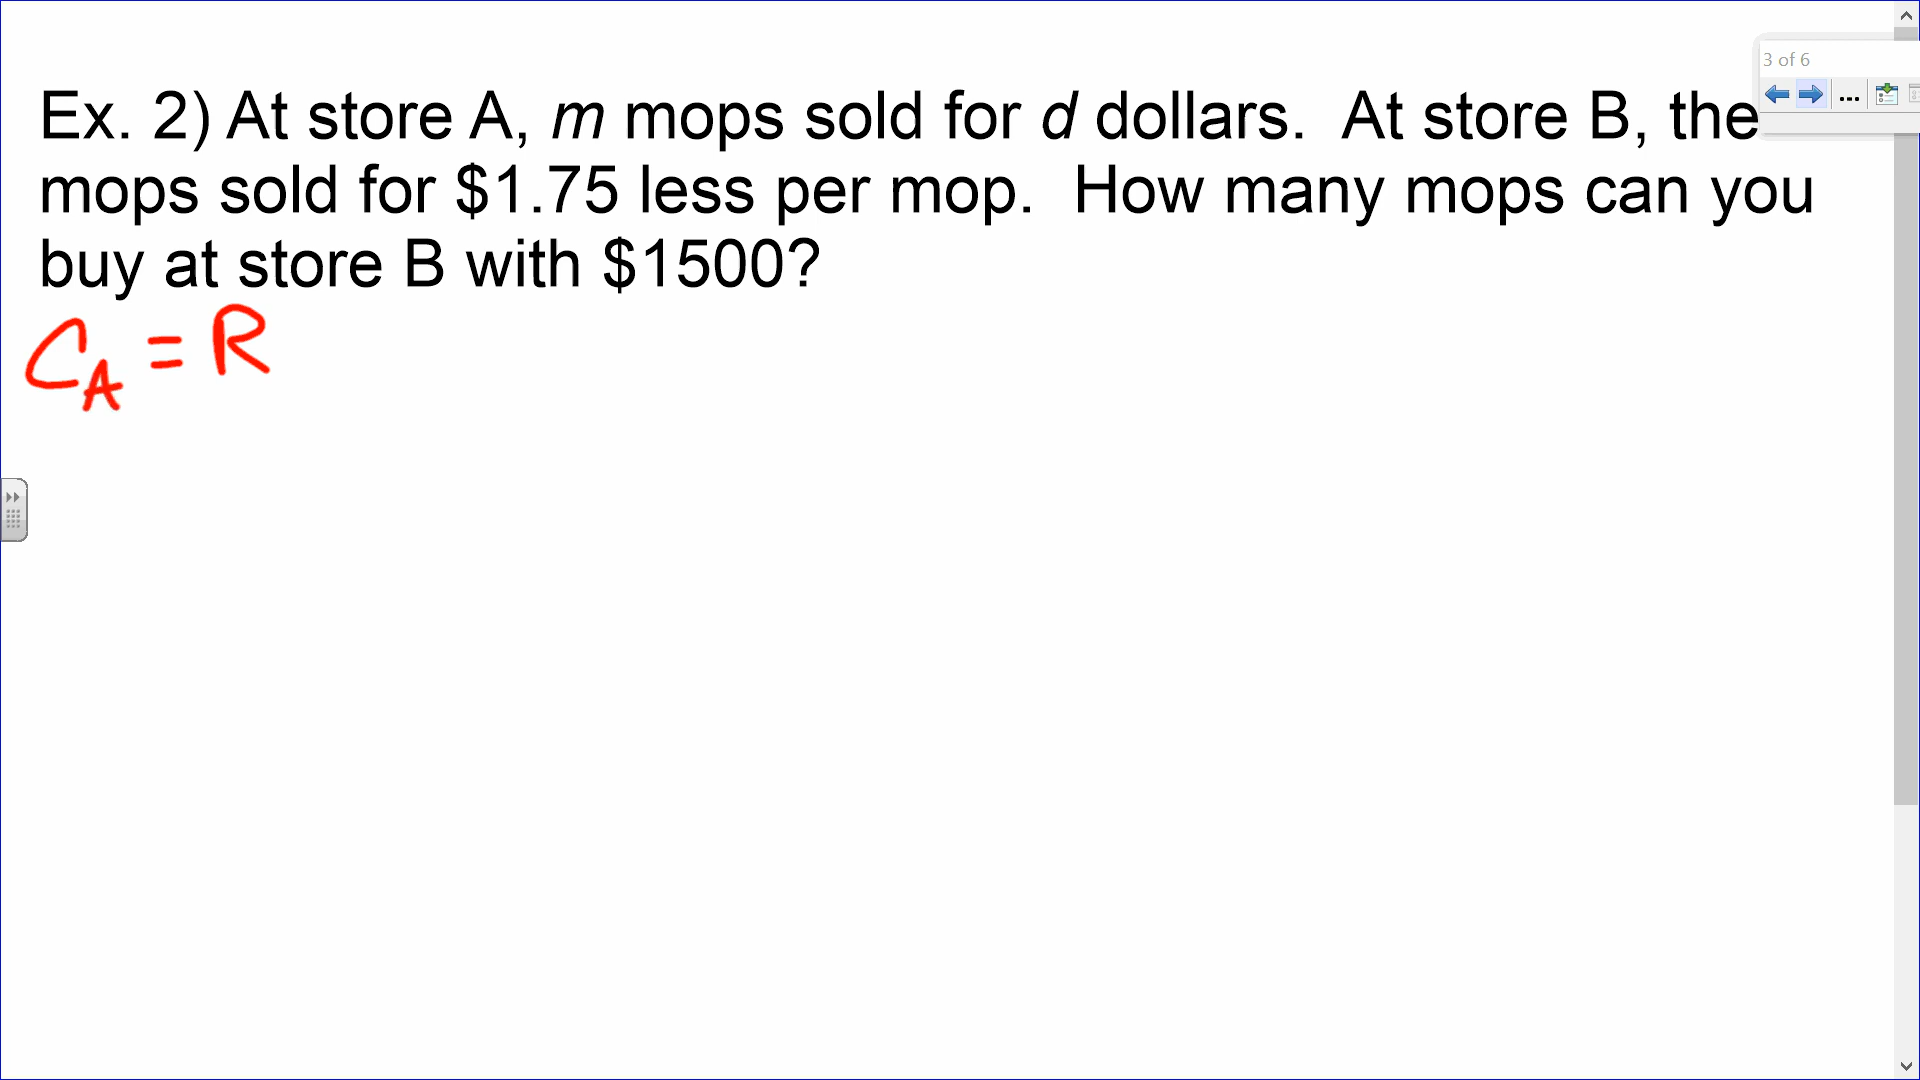 3 of 6
Ex. 2) At store A, m mops sold for d dollars. At store B, the
mops sold for $1.75 less per mop. How many mops can you
buy at store B with $1500?
C_A = R